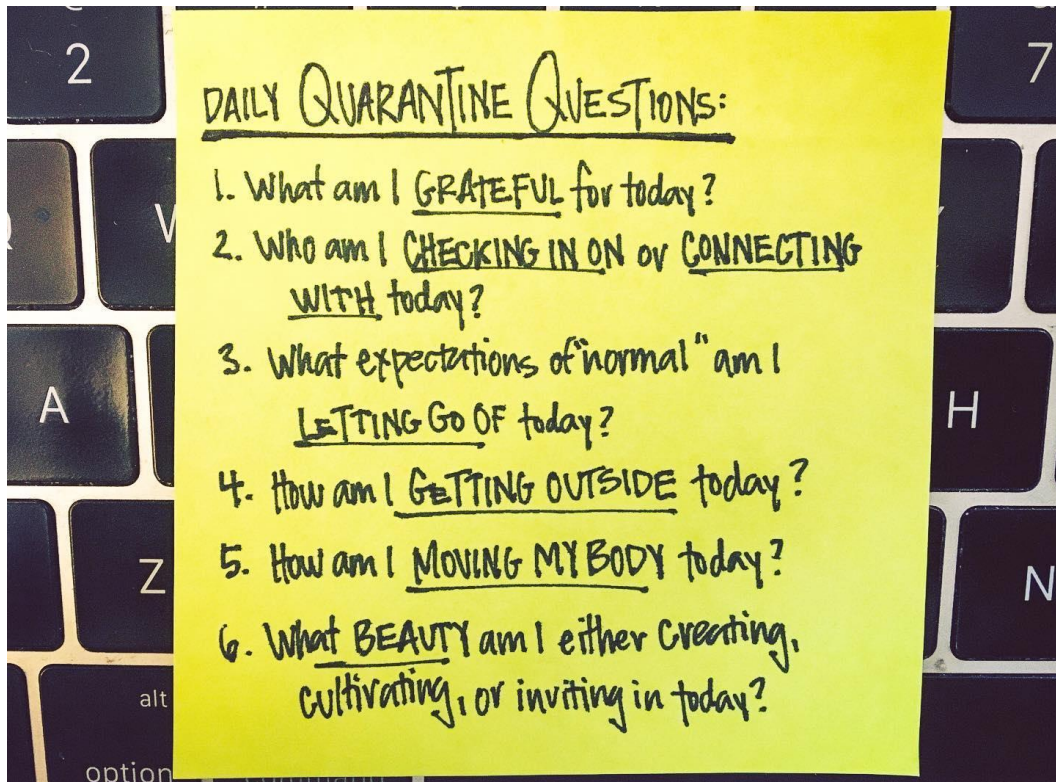 2
7
DAILY QUARANTINE QUESTIONS:
1. What am I GRATEFUL for today?
2. Who am I CHECKING IN ON or CONNECTING
WITH today?
3. What expectations of "normal" am I
LETTING GO OF today?
4. How am I GETTING OUTSIDE today?
5. How am I MOVING MY BODY today?
6. What BEAUTY am I either creating,
cultivating, or inviting in today?
A
H
Z
N
alt
option